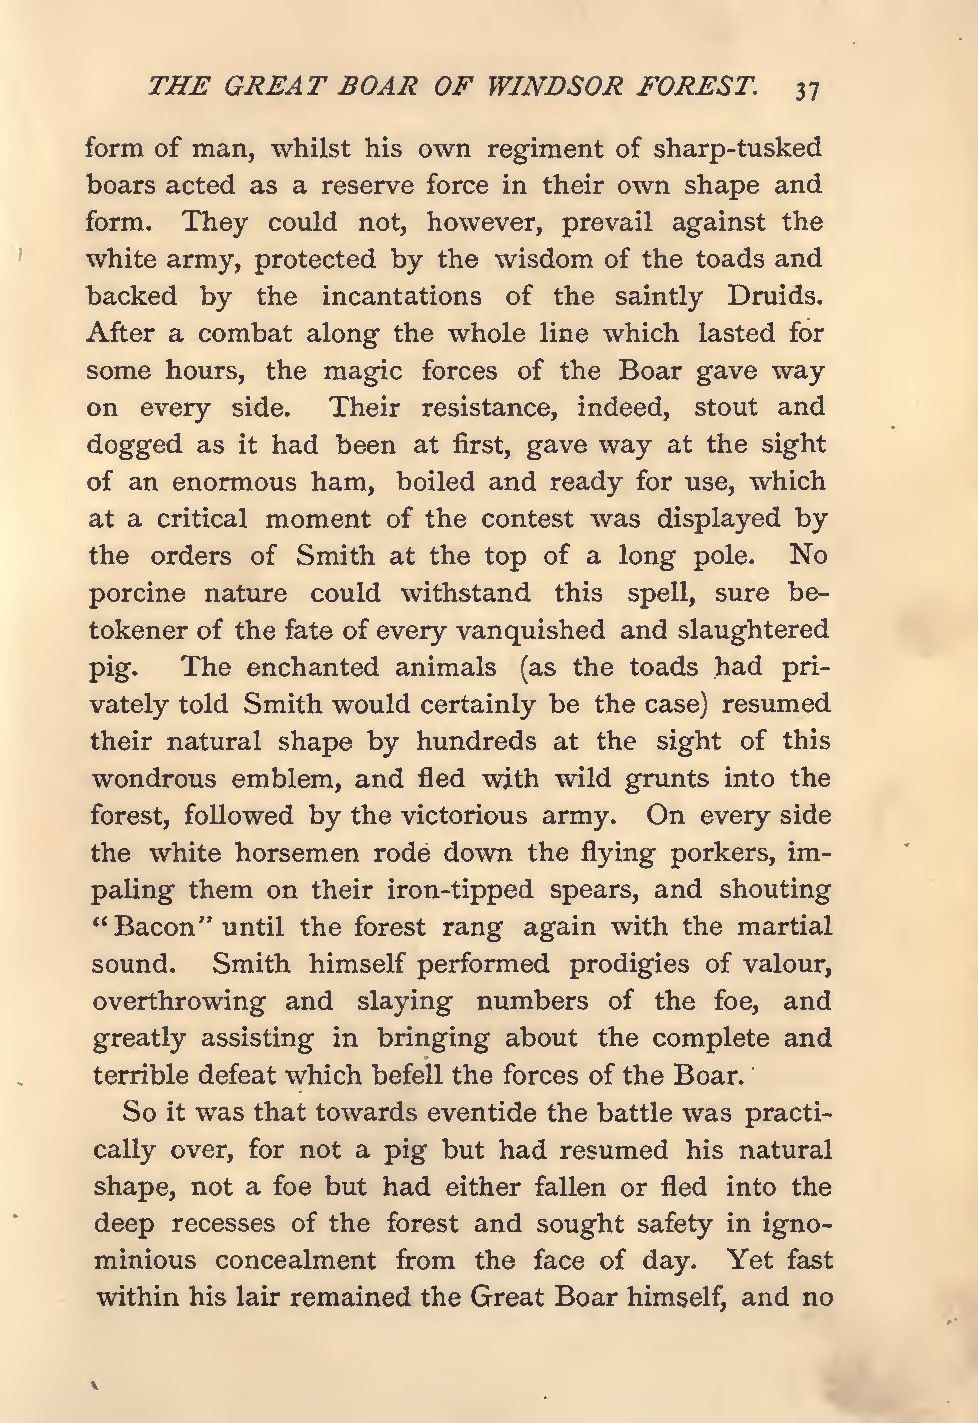 THE GREAT BOAR OF WINDSOR FOREST. 37
form of man, whilst his own regiment of sharp-tusked
boars acted as a reserve force in their own shape and
form. They could not, however, prevail against the
white army, protected by the wisdom of the toads and
backed by the incantations of the saintly Druids.
After a combat along the whole line which lasted for
some hours, the magic forces of the Boar gave way
on every side. Their resistance, indeed, stout and
dogged as it had been at first, gave way at the sight
of an enormous ham, boiled and ready for use, which
at a critical moment of the contest was displayed by
the orders of Smith at the top of a long pole. No
porcine nature could withstand this spell, sure be-
tokener of the fate of every vanquished and slaughtered
pig. The enchanted animals (as the toads had pri-
vately told Smith would certainly be the case) resumed
their natural shape by hundreds at the sight of this
wondrous emblem, and fled with wild grunts into the
forest, followed by the victorious army. On every side
the white horsemen rode down the flying porkers, im-
paling them on their iron-tipped spears, and shouting
"Bacon" until the forest rang again with the martial
sound. Smith himself performed prodigies of valour,
overthrowing and slaying numbers of the foe, and
greatly assisting in bringing about the complete and
terrible defeat which befell the forces of the Boar.
So it was that towards eventide the battle was practi-
cally over, for not a pig but had resumed his natural
shape, not a foe but had either fallen or fled into the
deep recesses of the forest and sought safety in igno-
minious concealment from the face of day. Yet fast
within his lair remained the Great Boar himself, and no